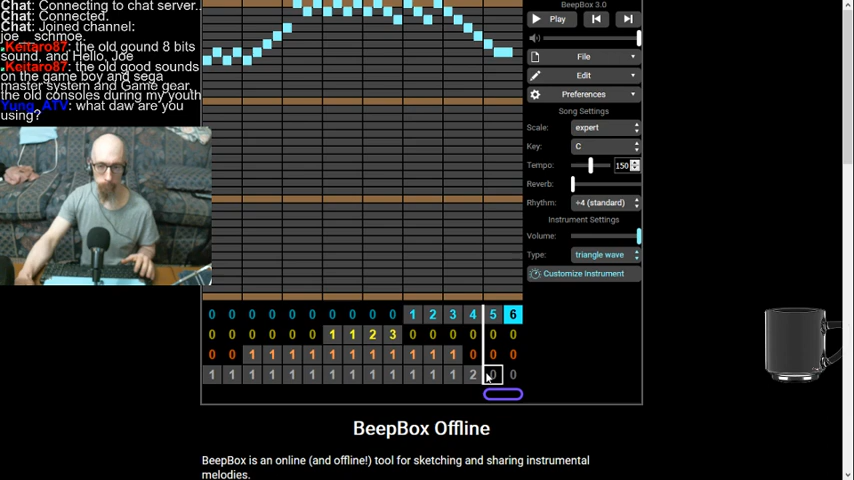 Chat: Connecting to chat server..
Chat: Connected.
Chat: Joined channel:
joe__schmoe.
Keitaro87: the old gound 8 bits
sound, and Hello, Joe
Keitaro87: the old good sounds
on the game boy and sega
master system and Game gear,
the old consoles during my youth
Yung_ATV: what daw are you
using?
BeepBox 3.0
Play
File
Edit
Preferences
Song Settings
Scale: expert
Key: C
Tempo: 150
Reverb:
Rhythm: ÷4 (standard)
Instrument Settings
Volume:
Type: triangle wave
Customize Instrument
0 0 0 0 0 0 0 0 0 0 1 2 3 4 5 6
0 0 0 0 0 0 1 1 2 3 0 0 0 0 0 0
0 0 1 1 1 1 1 1 1 1 1 1 1 0 0 0
1 1 1 1 1 1 1 1 1 1 1 1 1 2 0 0
BeepBox Offline
BeepBox is an online (and offline!) tool for sketching and sharing instrumental
melodies.